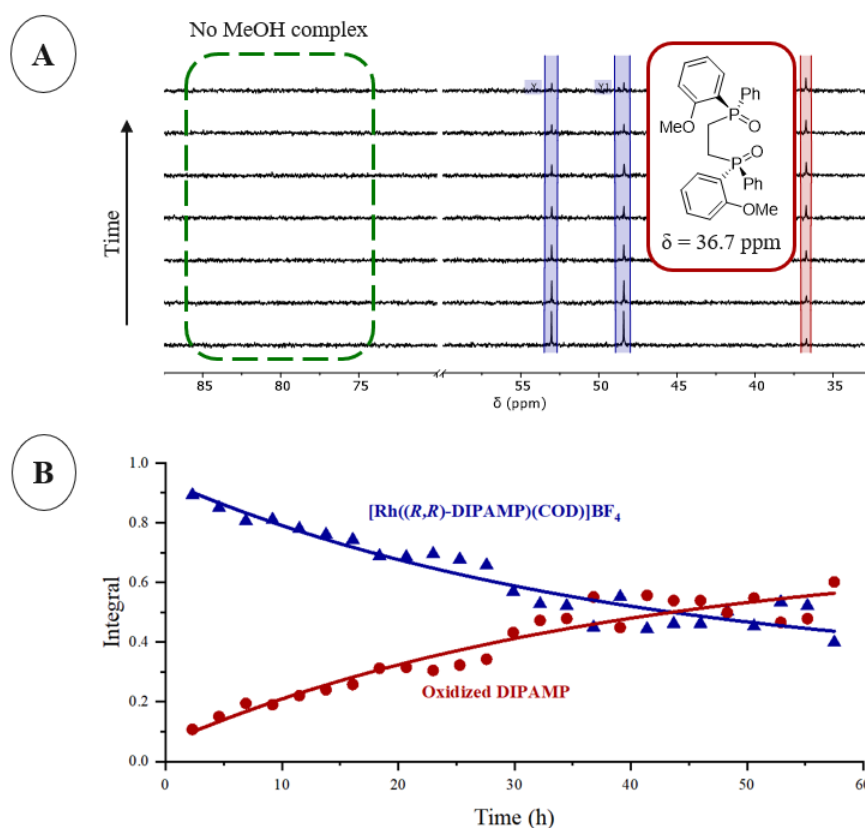 A
No MeOH complex
Time
Ph
P
O
MeO
O
P
Ph
OMe
δ = 36.7 ppm
85
80
75
55
50
45
40
35
δ (ppm)
B
1.0
0.8
0.6
0.4
0.2
0.0
Integral
[Rh((R,R)-DIPAMP)(COD)]BF₄
Oxidized DIPAMP
0
10
20
30
40
50
60
Time (h)